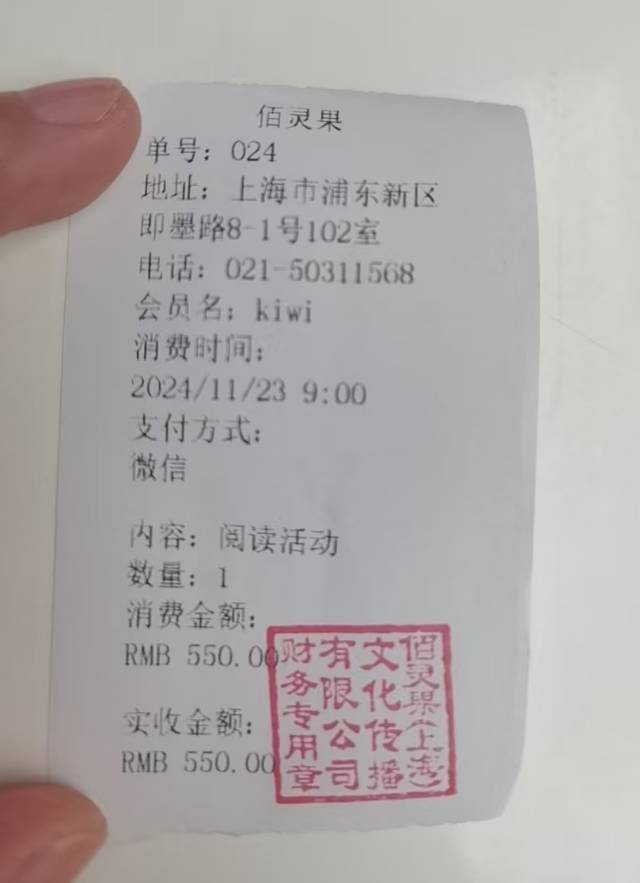 佰灵果
单号：024
地址：上海市浦东新区
即墨路8-1号102室
电话：021-50311568
会员名：kiwi
消费时间：
2024/11/23 9:00
支付方式：
微信
内容：阅读活动
数量：1
消费金额：
RMB 550.00
实收金额：
RMB 550.00
佰灵果（上海）
文化传播
有限公司
财务专用章